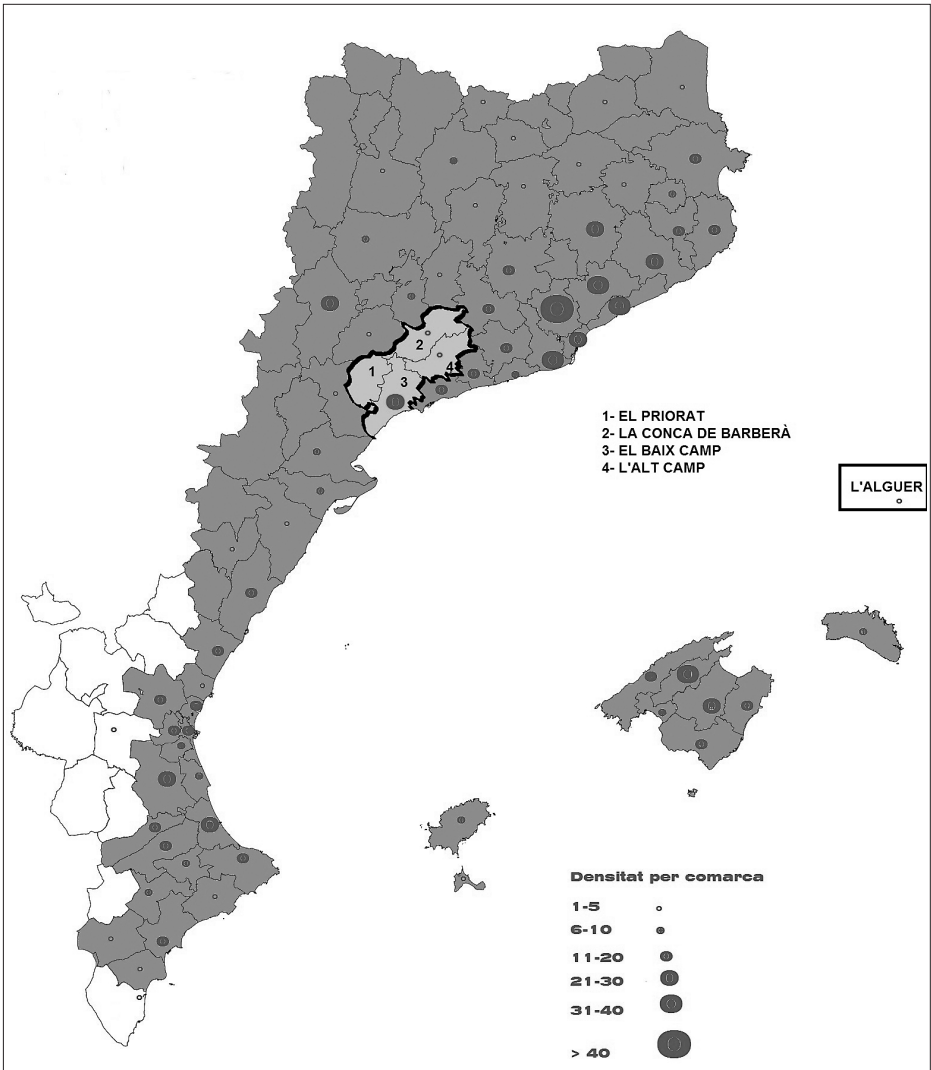 2
1
4
3
1- EL PRIORAT
2- LA CONCA DE BARBERÀ
3- EL BAIX CAMP
4- L'ALT CAMP
L'ALGUER
Densitat per comarca
1-5
6-10
11-20
21-30
31-40
> 40